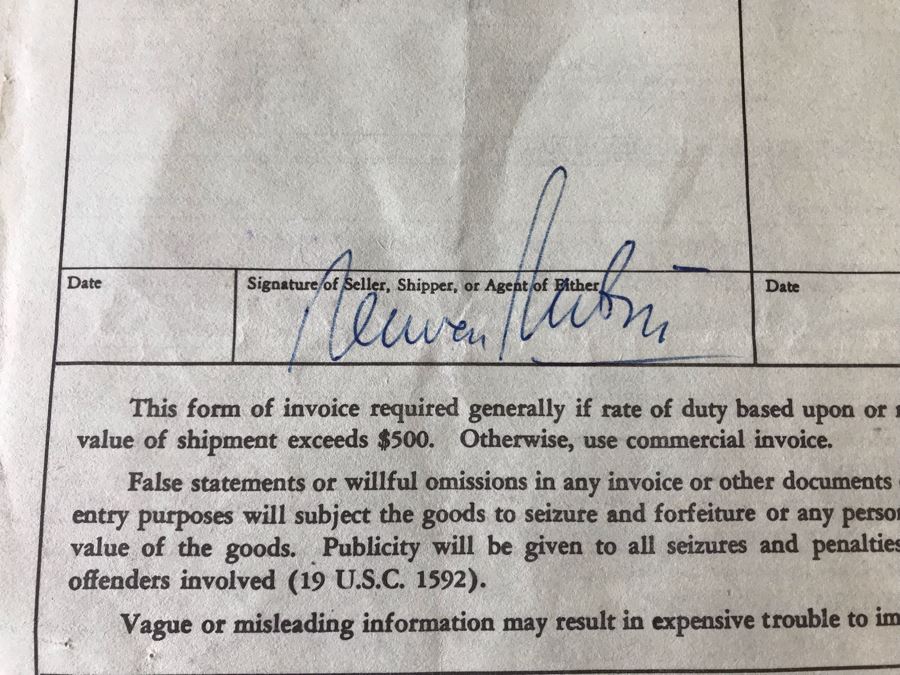 Date
Signature of Seller, Shipper, or Agent of Either
Date
Reuven Rubin
This form of invoice required generally if rate of duty based upon or
value of shipment exceeds $500. Otherwise, use commercial invoice.
False statements or willful omissions in any invoice or other documents
entry purposes will subject the goods to seizure and forfeiture or any perso
value of the goods. Publicity will be given to all seizures and penalties
offenders involved (19 U.S.C. 1592).
Vague or misleading information may result in expensive trouble to im